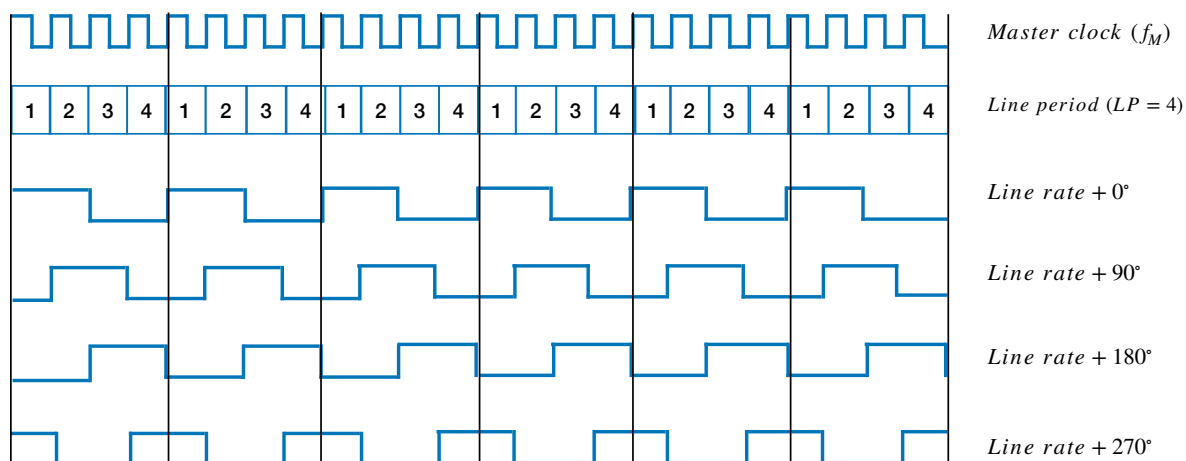 Master clock (f_M)
1 2 3 4 1 2 3 4 1 2 3 4 1 2 3 4 1 2 3 4 1 2 3 4
Line period (LP = 4)
Line rate + 0°
Line rate + 90°
Line rate + 180°
Line rate + 270°